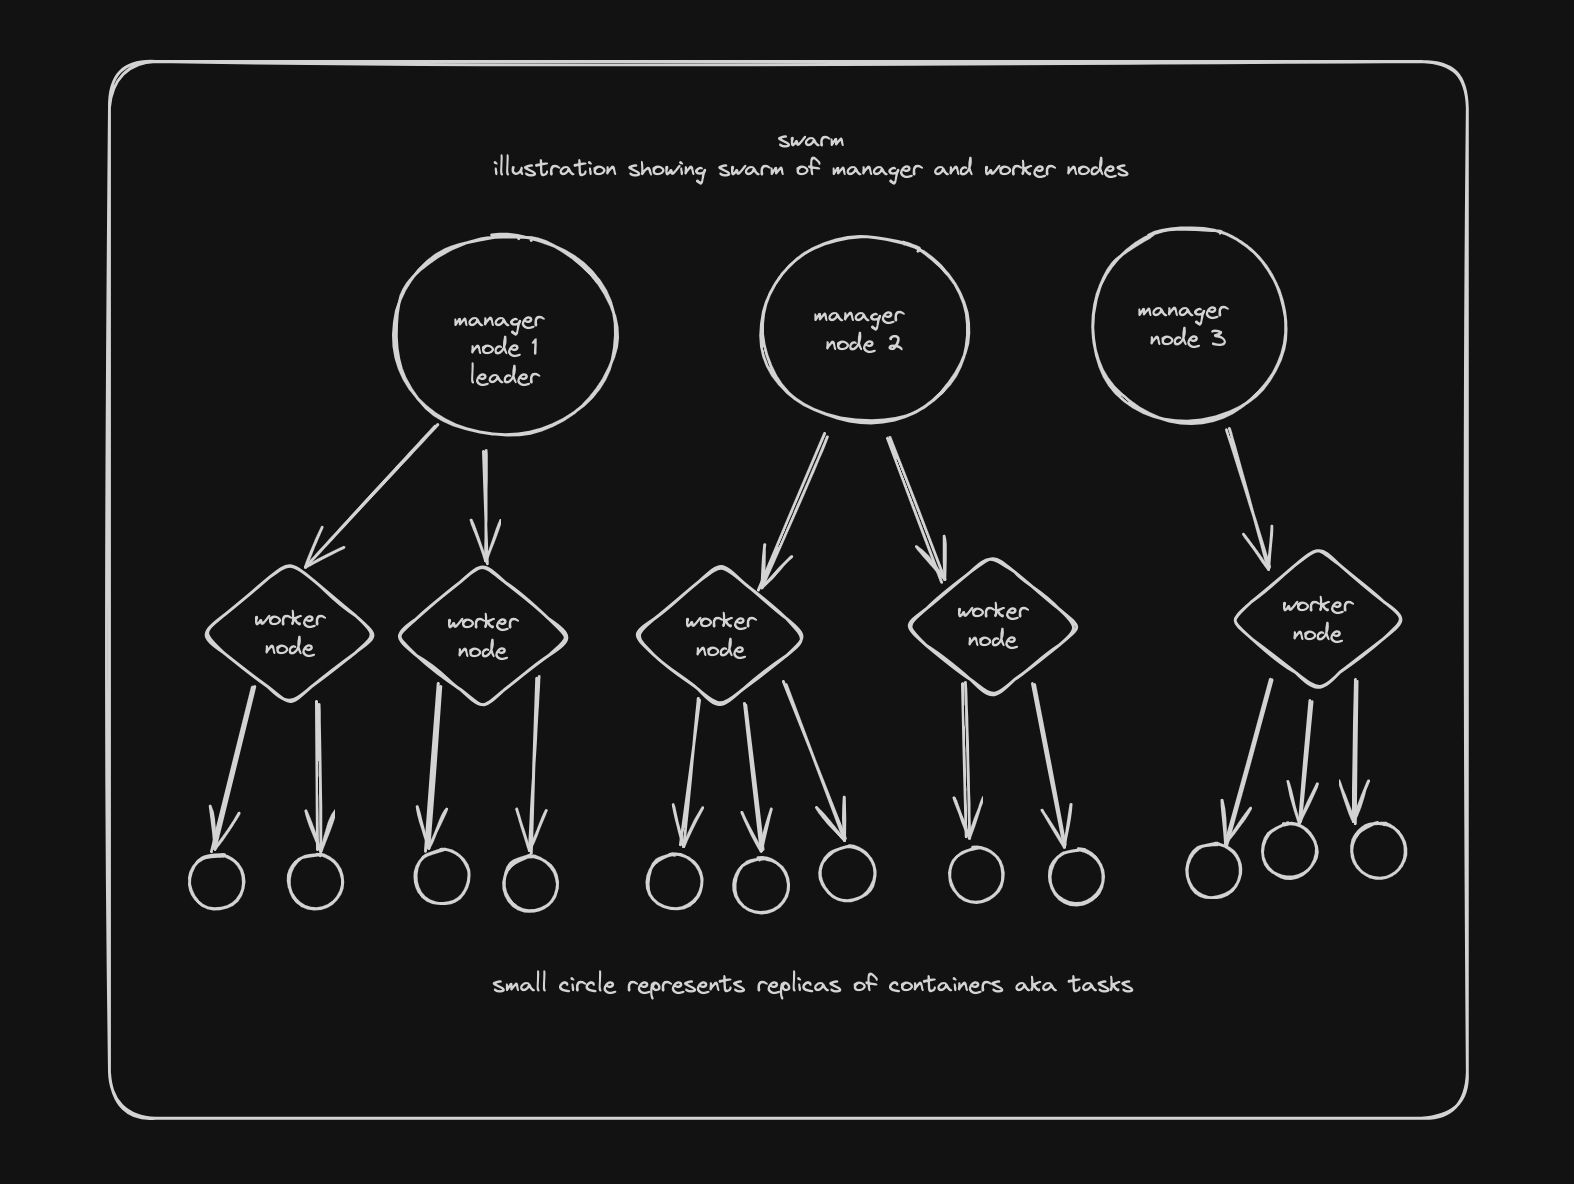 swarm
illustration showing swarm of manager and worker nodes
manager
node 1
leader
manager
node 2
manager
node 3
worker
node
worker
node
worker
node
worker
node
worker
node
small circle represents replicas of containers aka tasks